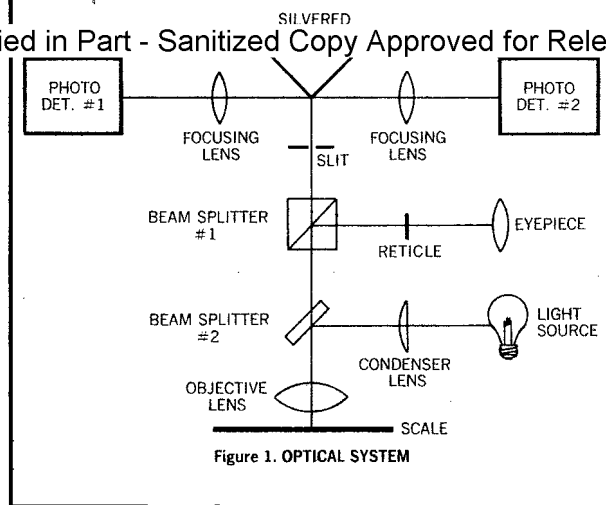 SILVERED
ied in Part - Sanitized Copy Approved for Rele
PHOTO
DET. #1
FOCUSING
LENS
FOCUSING
LENS
PHOTO
DET. #2
SLIT
BEAM SPLITTER
#1
RETICLE
EYEPIECE
BEAM SPLITTER
#2
CONDENSER
LENS
LIGHT
SOURCE
OBJECTIVE
LENS
SCALE
Figure 1. OPTICAL SYSTEM